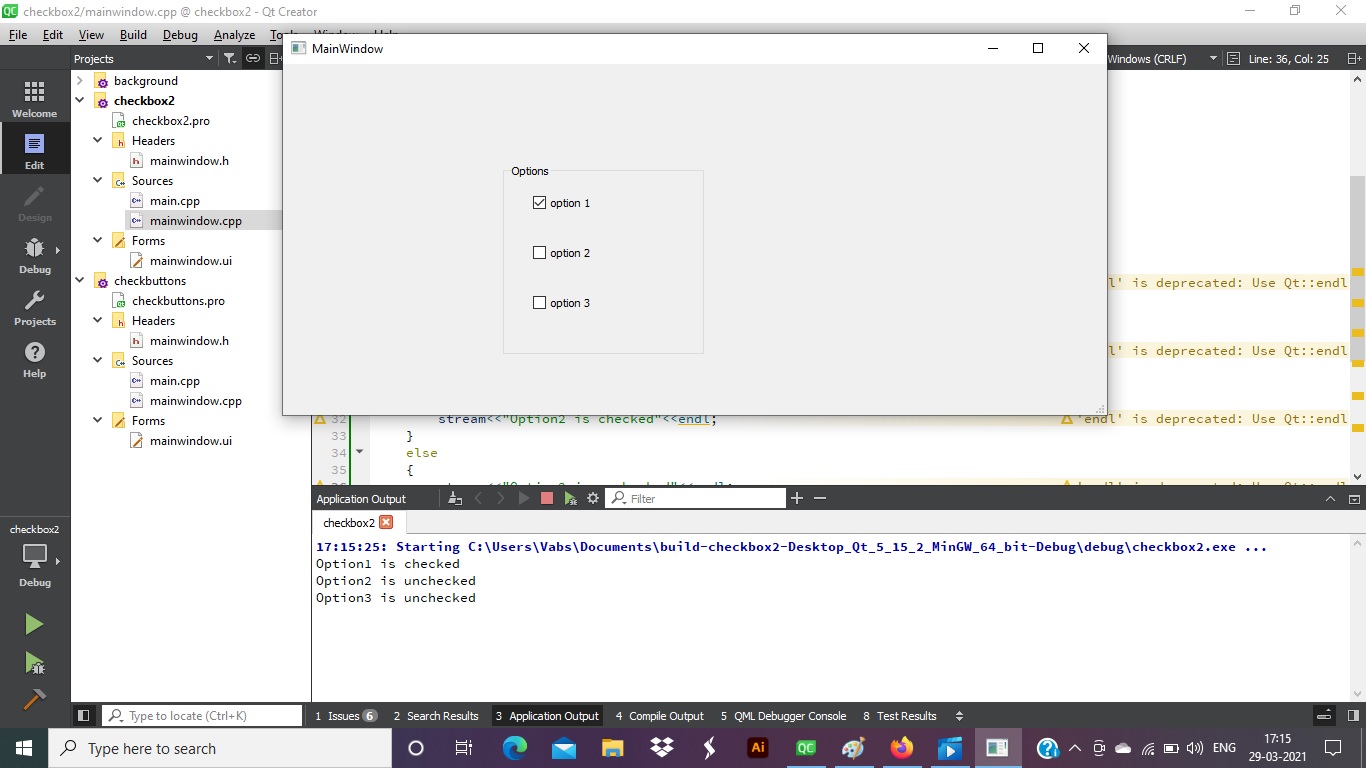 checkbox2/mainwindow.cpp @ checkbox2 - Qt Creator
File Edit View Build Debug Analyze
MainWindow
Projects
Windows (CRLF) Line: 36, Col: 25
Welcome
Edit
Design
Debug
Projects
Help
background
checkbox2
checkbox2.pro
Headers
mainwindow.h
Sources
main.cpp
mainwindow.cpp
Forms
mainwindow.ui
checkbuttons
checkbuttons.pro
Headers
mainwindow.h
Sources
main.cpp
mainwindow.cpp
Forms
mainwindow.ui
Options
option 1
option 2
option 3
l' is deprecated: Use Qt::endl
l' is deprecated: Use Qt::endl
32 stream<<"Option2 is checked"<<endl; 'endl' is deprecated: Use Qt::endl
33 }
34 else
35 {
Application Output Filter
checkbox2
17:15:25: Starting C:\Users\Vabs\Documents\build-checkbox2-Desktop_Qt_5_15_2_MinGW_64_bit-Debug\debug\checkbox2.exe ...
Option1 is checked
Option2 is unchecked
Option3 is unchecked
checkbox2
Debug
Type to locate (Ctrl+K) 1 Issues 6 2 Search Results 3 Application Output 4 Compile Output 5 QML Debugger Console 8 Test Results
Type here to search
Ai
QC
ENG
17:15
29-03-2021